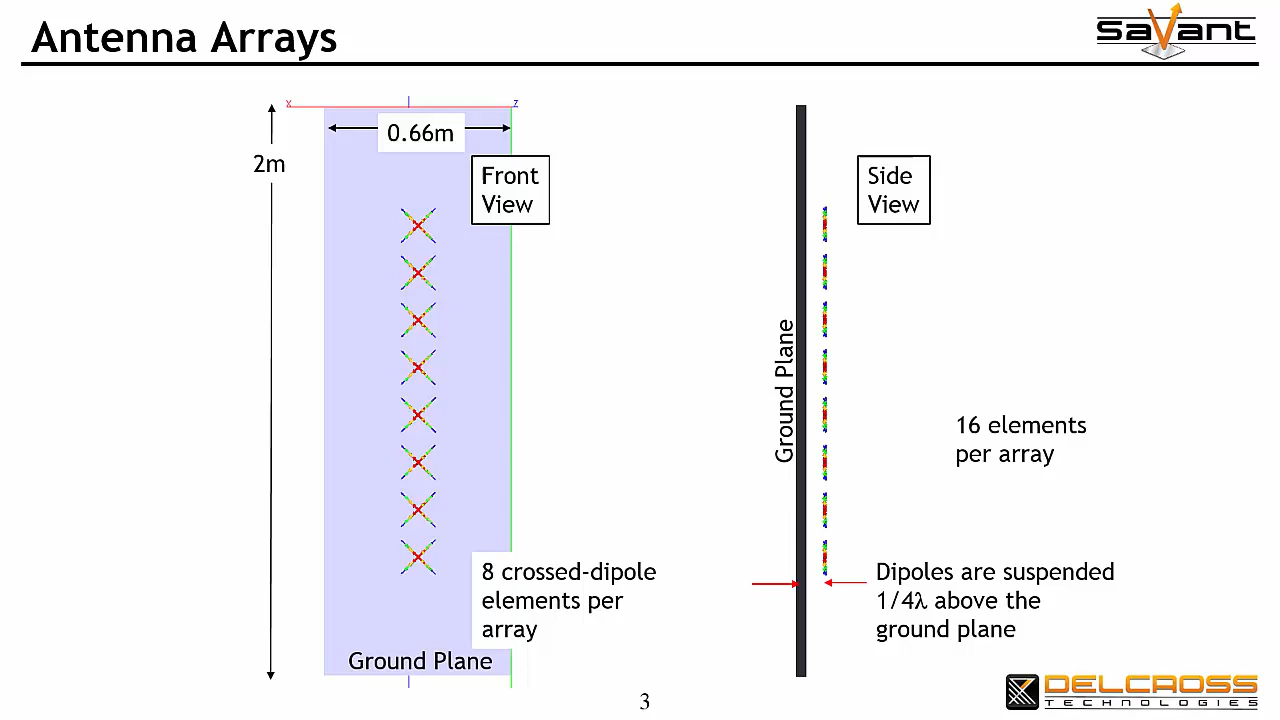 Antenna Arrays
SaVant
x
z
0.66m
2m
Front
View
Side
View
Ground Plane
16 elements
per array
8 crossed-dipole
elements per
array
Dipoles are suspended
1/4λ above the
ground plane
Ground Plane
DELCROSS
TECHNOLOGIES
3